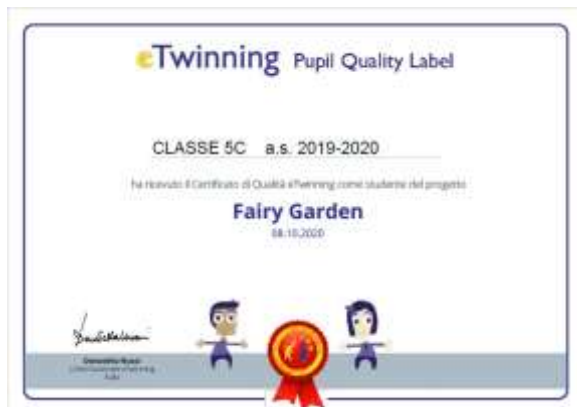 eTwinning Pupil Quality Label
CLASSE 5C a.s. 2019-2020
ha ricevuto il Certificato di Qualità eTwinning come studente del progetto
Fairy Garden
08.10.2020